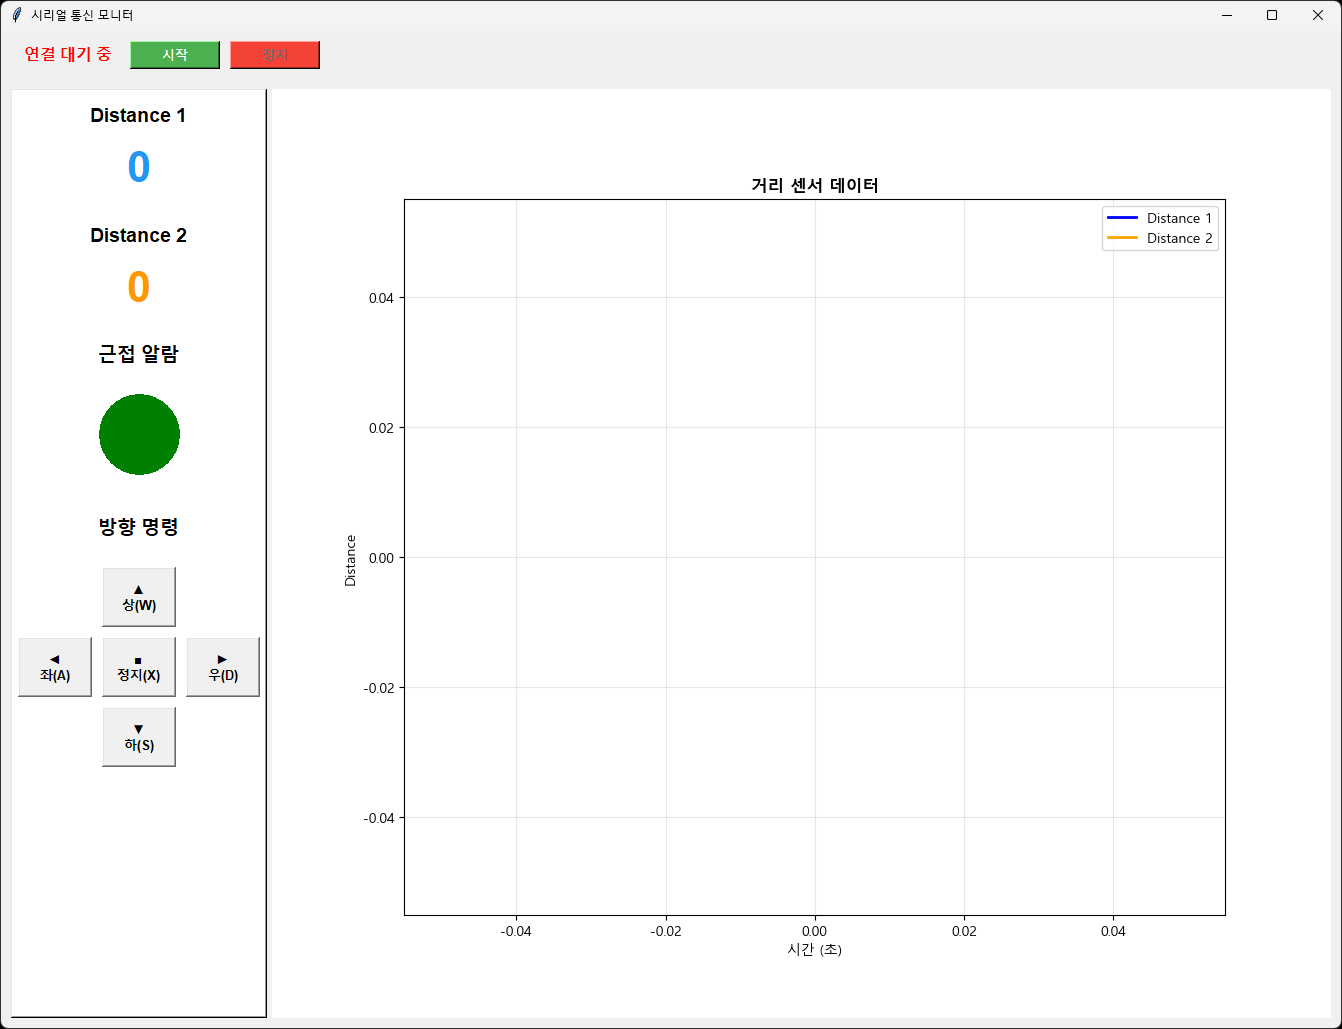 시리얼 통신 모니터
연결 대기 중
시작
정지
Distance 1
0
Distance 2
0
근접 알람
방향 명령
▲
상(W)
◀
좌(A)
■
정지(X)
▶
우(D)
▼
하(S)
거리 센서 데이터
Distance 1
Distance 2
0.04
0.02
0.00
-0.02
-0.04
Distance
-0.04
-0.02
0.00
0.02
0.04
시간 (초)